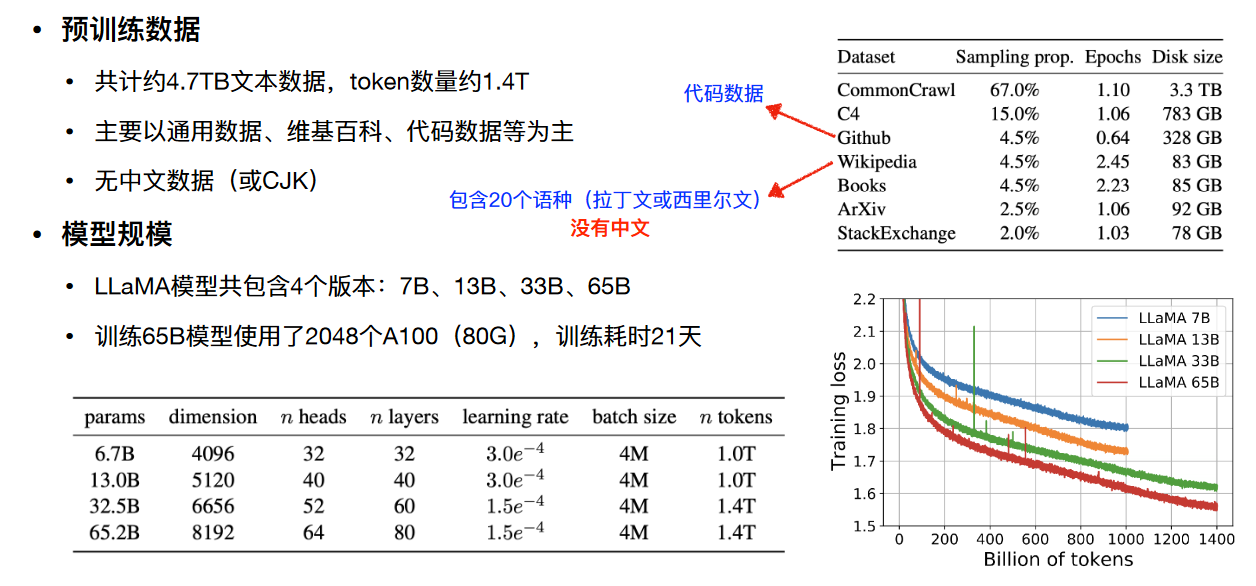 • 预训练数据
• 共计约4.7TB文本数据，token数量约1.4T
• 主要以通用数据、维基百科、代码数据等为主
• 无中文数据（或CJK）
代码数据
包含20个语种（拉丁文或西里尔文）
没有中文
Dataset Sampling prop. Epochs Disk size
CommonCrawl 67.0% 1.10 3.3 TB
C4 15.0% 1.06 783 GB
Github 4.5% 0.64 328 GB
Wikipedia 4.5% 2.45 83 GB
Books 4.5% 2.23 85 GB
ArXiv 2.5% 1.06 92 GB
StackExchange 2.0% 1.03 78 GB
• 模型规模
• LLaMA模型共包含4个版本：7B、13B、33B、65B
• 训练65B模型使用了2048个A100（80G），训练耗时21天
params dimension n heads n layers learning rate batch size n tokens
6.7B 4096 32 32 3.0e⁻⁴ 4M 1.0T
13.0B 5120 40 40 3.0e⁻⁴ 4M 1.0T
32.5B 6656 52 60 1.5e⁻⁴ 4M 1.4T
65.2B 8192 64 80 1.5e⁻⁴ 4M 1.4T
Training loss
2.2
2.1
2.0
1.9
1.8
1.7
1.6
1.5
LLaMA 7B
LLaMA 13B
LLaMA 33B
LLaMA 65B
0 200 400 600 800 1000 1200 1400
Billion of tokens